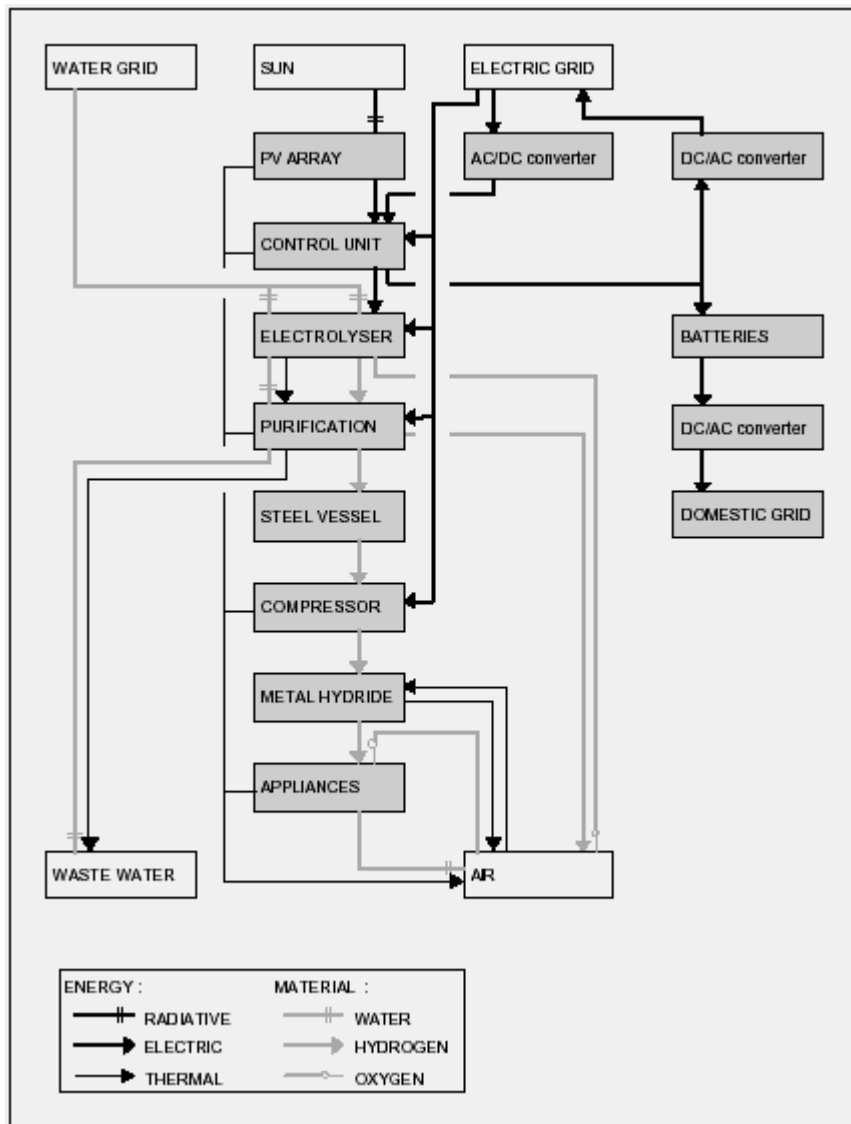 WATER GRID
SUN
ELECTRIC GRID
PV ARRAY
AC/DC converter
DC/AC converter
CONTROL UNIT
ELECTROLYSER
BATTERIES
PURIFICATION
DC/AC converter
STEEL VESSEL
DOMESTIC GRID
COMPRESSOR
METAL HYDRIDE
APPLIANCES
WASTE WATER
AIR
ENERGY :
MATERIAL :
RADIATIVE
WATER
ELECTRIC
HYDROGEN
THERMAL
OXYGEN